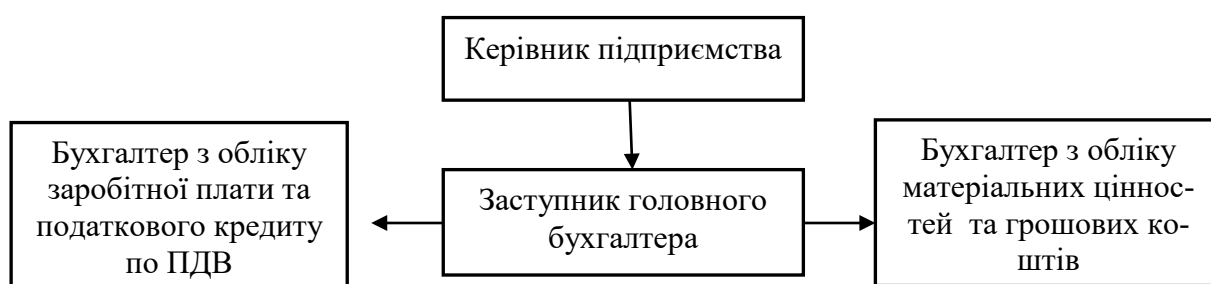 Керівник підприємства
Бухгалтер з обліку
заробітної плати та
податкового кредиту
по ПДВ
Заступник головного
бухгалтера
Бухгалтер з обліку
матеріальних ціннос-
тей та грошових ко-
штів